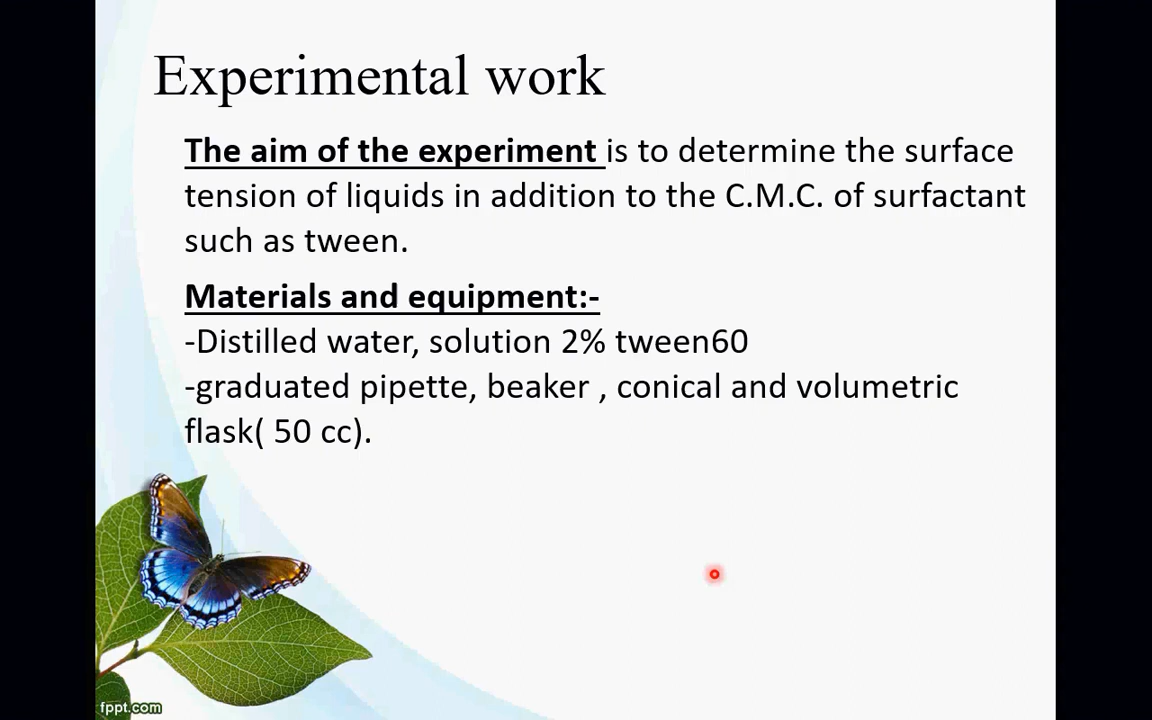 Experimental work
The aim of the experiment is to determine the surface
tension of liquids in addition to the C.M.C. of surfactant
such as tween.
Materials and equipment:-
-Distilled water, solution 2% tween60
-graduated pipette, beaker , conical and volumetric
flask( 50 cc).
fppt.com